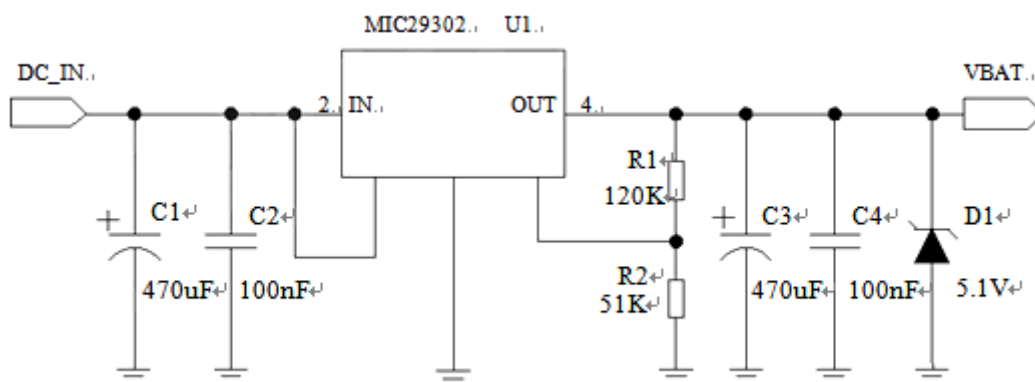 MIC29302. U1.
DC_IN.
VBAT.
2. IN. OUT 4.
R1
120K
C1 C2 C3 C4 D1
R2
51K
470uF 100nF 470uF 100nF 5.1V